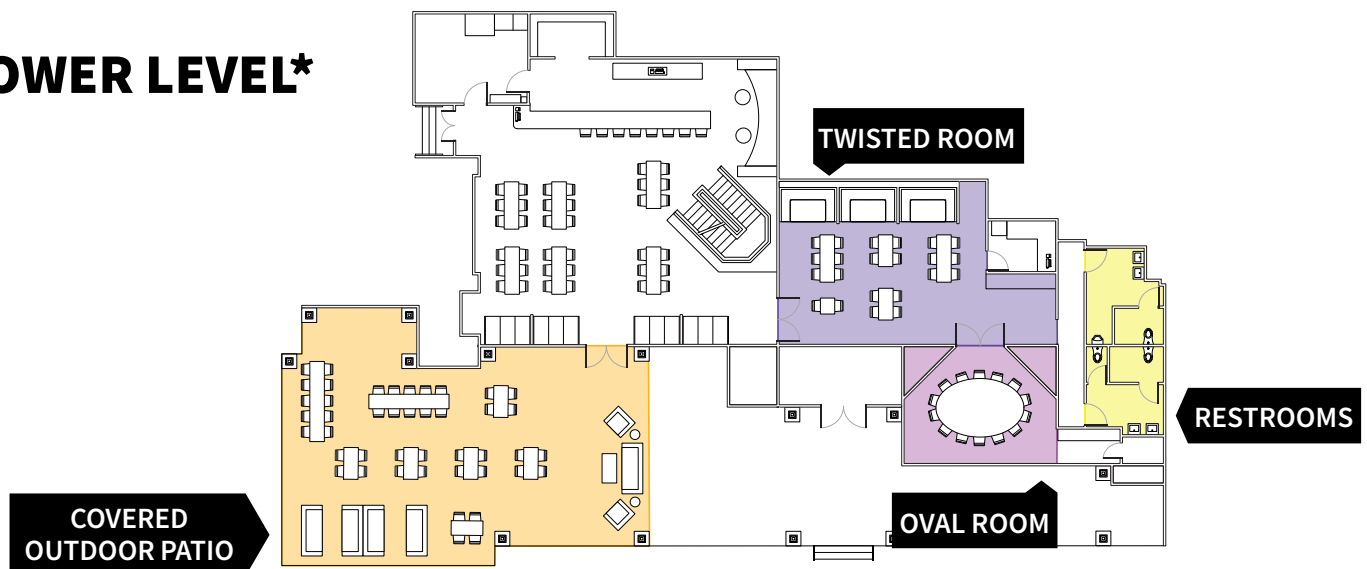 OWER LEVEL*
TWISTED ROOM
RESTROOMS
OVAL ROOM
COVERED
OUTDOOR PATIO